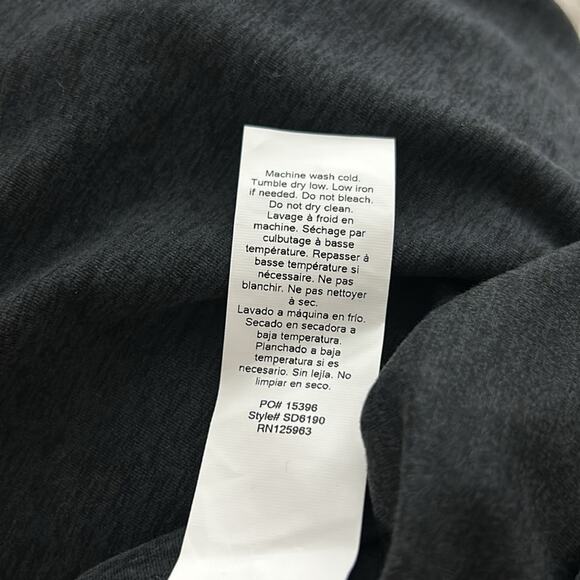 Machine wash cold.
Tumble dry low. Low iron
if needed. Do not bleach.
Do not dry clean.
Lavage à froid en
machine. Séchage par
culbutage à basse
température. Repasser à
basse température si
nécessaire. Ne pas
blanchir. Ne pas nettoyer
à sec.
Lavado a máquina en frío.
Secado en secadora a
baja temperatura.
Planchado a baja
temperatura si es
necesario. Sin lejía. No
limpiar en seco.
PO# 15396
Style# SD6190
RN125963